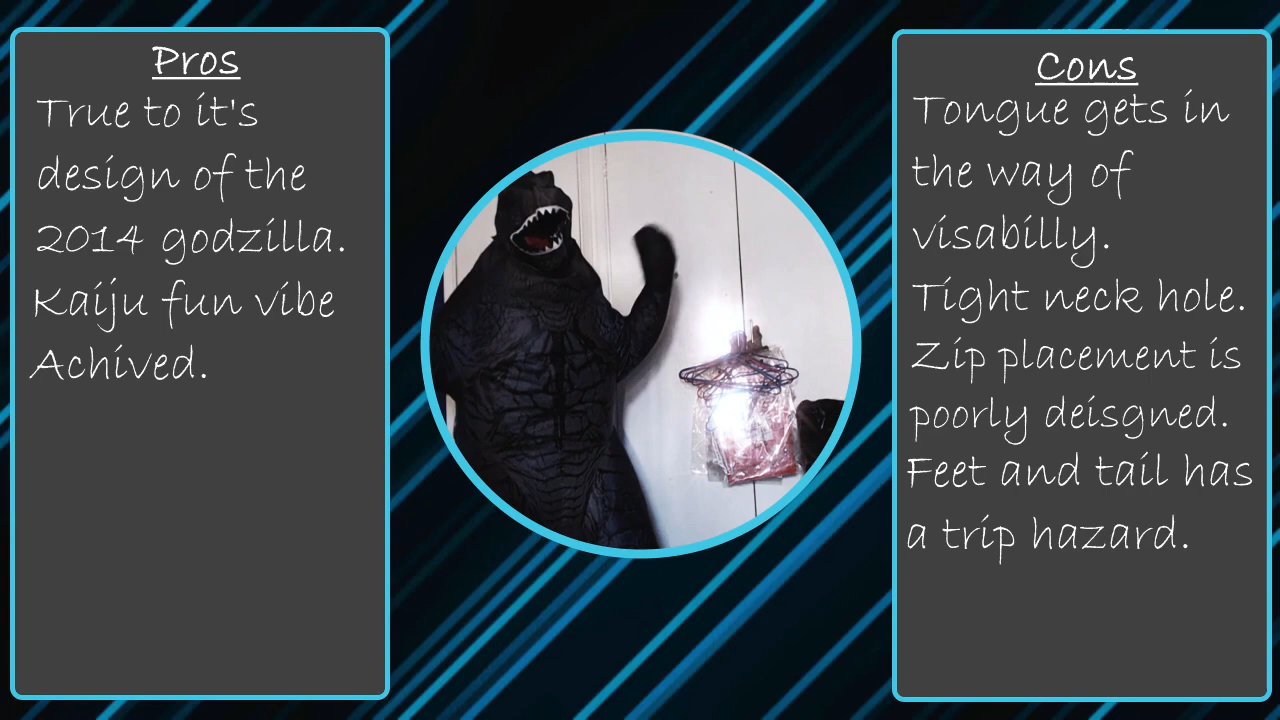 Pros
True to it's
design of the
2014 godzilla.
Kaiju fun vibe
Achived.
Cons
Tongue gets in
the way of
visabilly.
Tight neck hole.
Zip placement is
poorly deisgned.
Feet and tail has
a trip hazard.